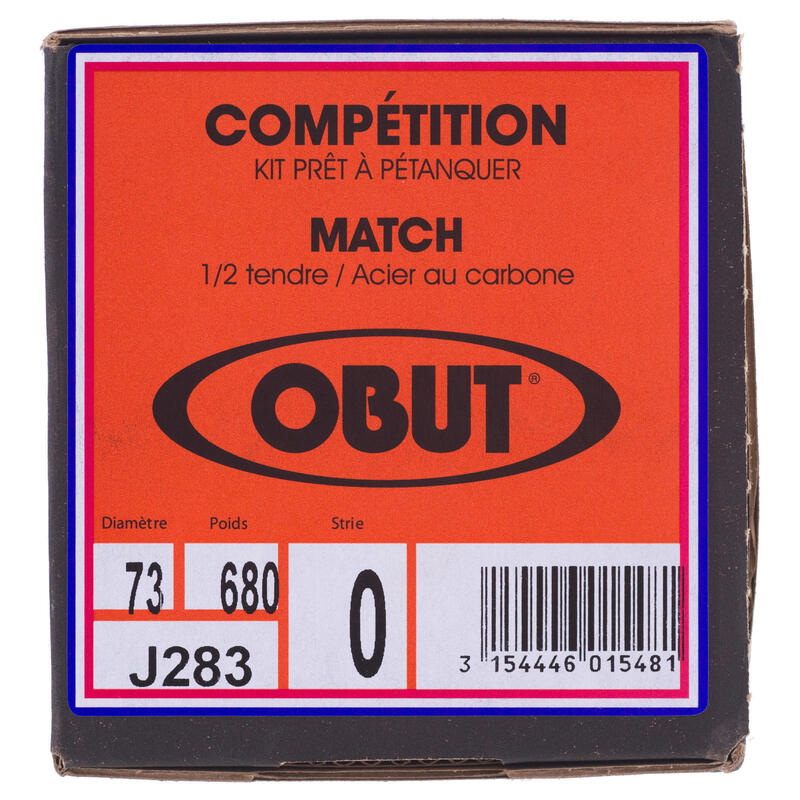 COMPÉTITION
KIT PRÊT À PÉTANQUER
MATCH
1/2 tendre / Acier au carbone
OBUT®
Diamètre Poids Strie
73 680 0
J283
3 154446 015481